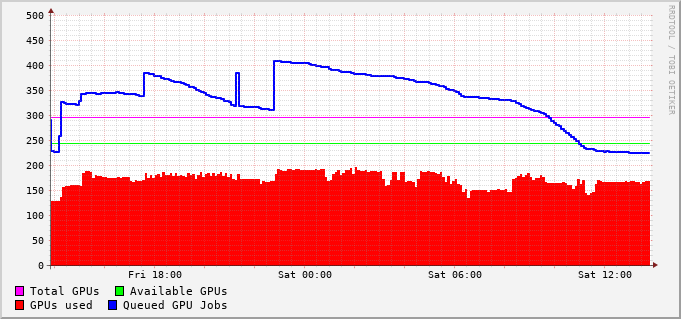 500
450
400
350
300
250
200
150
100
50
0
Fri 18:00 Sat 00:00 Sat 06:00 Sat 12:00
Total GPUs Available GPUs
GPUs used Queued GPU Jobs
RRDTOOL / TOBI OETIKER